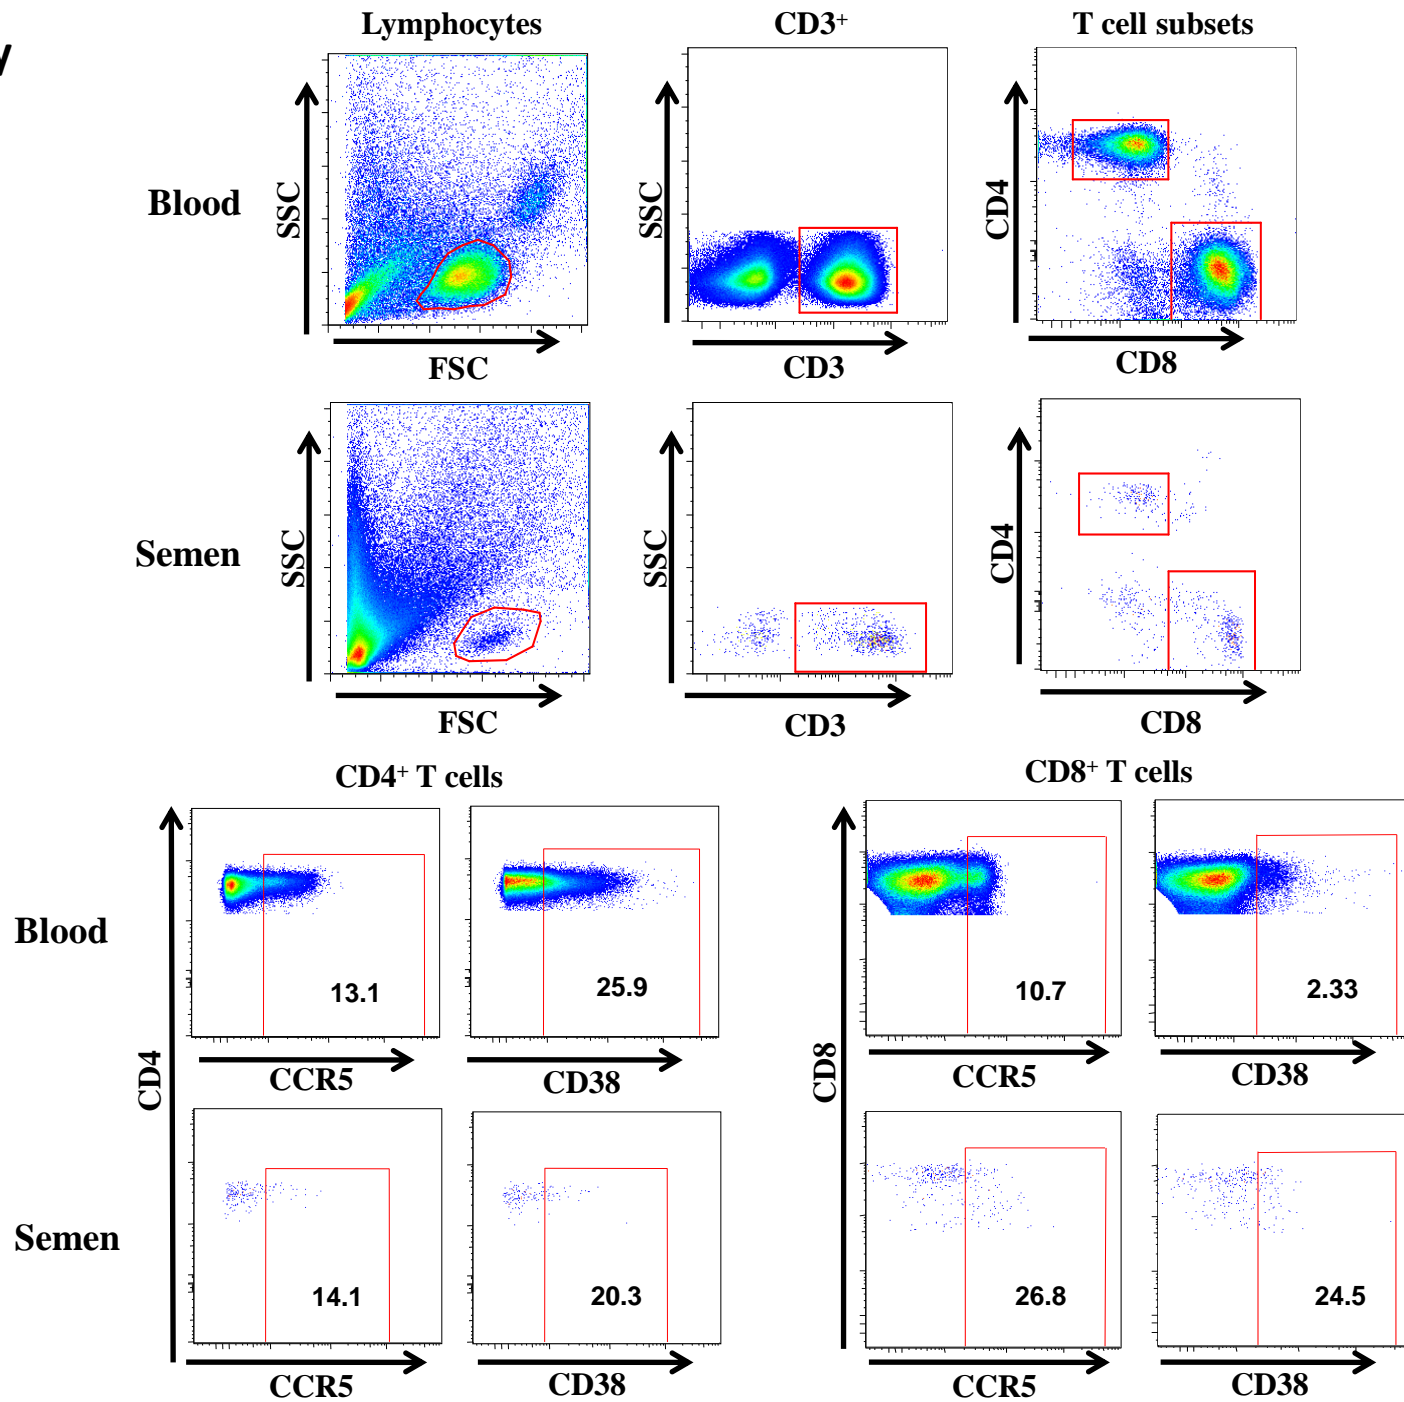 Lymphocytes CD3⁺ T cell subsets
y
Blood
SSC SSC CD4
FSC CD3 CD8
Semen
SSC SSC CD4
FSC CD3 CD8
CD4⁺ T cells CD8⁺ T cells
Blood
13.1 25.9 10.7 2.33
CD4 CD8
CCR5 CD38 CCR5 CD38
Semen
14.1 20.3 26.8 24.5
CCR5 CD38 CCR5 CD38